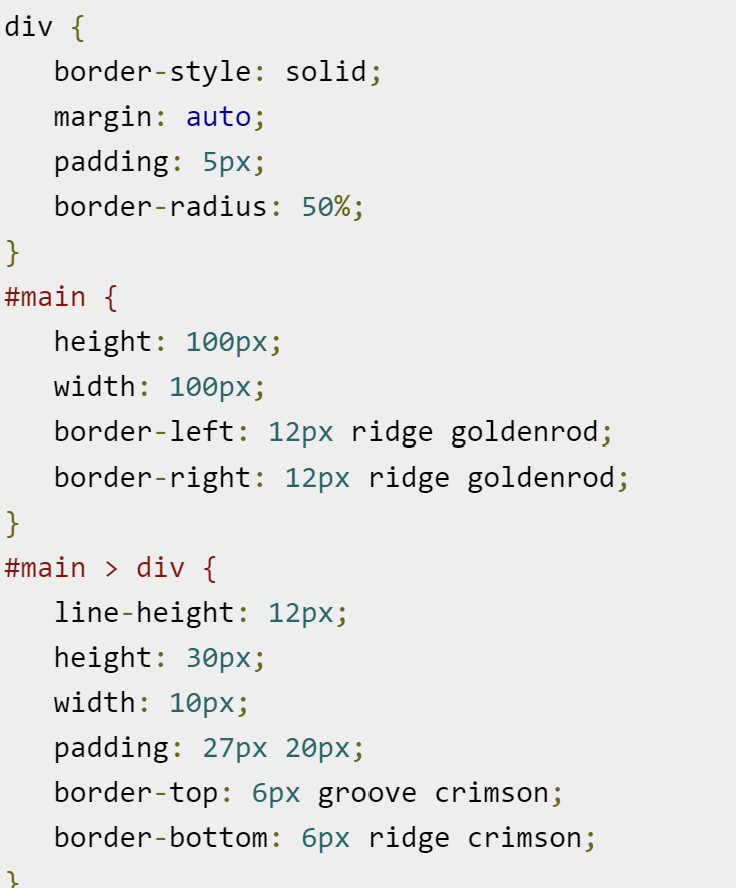 div {
   border-style: solid;
   margin: auto;
   padding: 5px;
   border-radius: 50%;
}
#main {
   height: 100px;
   width: 100px;
   border-left: 12px ridge goldenrod;
   border-right: 12px ridge goldenrod;
}
#main > div {
   line-height: 12px;
   height: 30px;
   width: 10px;
   padding: 27px 20px;
   border-top: 6px groove crimson;
   border-bottom: 6px ridge crimson;
}